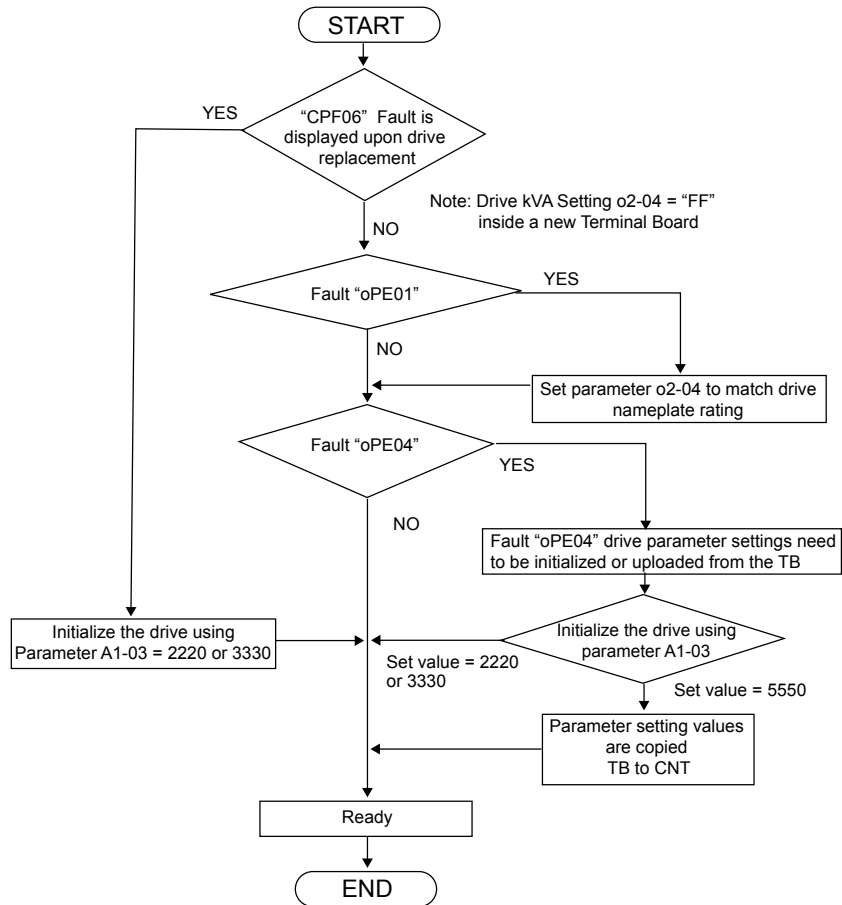 START
YES
“CPF06” Fault is
displayed upon drive
replacement
Note: Drive kVA Setting o2-04 = “FF”
inside a new Terminal Board
NO
Fault “oPE01”
YES
NO
Set parameter o2-04 to match drive
nameplate rating
Fault “oPE04”
YES
NO
Fault “oPE04” drive parameter settings need
to be initialized or uploaded from the TB
Initialize the drive using
Parameter A1-03 = 2220 or 3330
Initialize the drive using
parameter A1-03
Set value = 2220
or 3330
Set value = 5550
Parameter setting values
are copied
TB to CNT
Ready
END